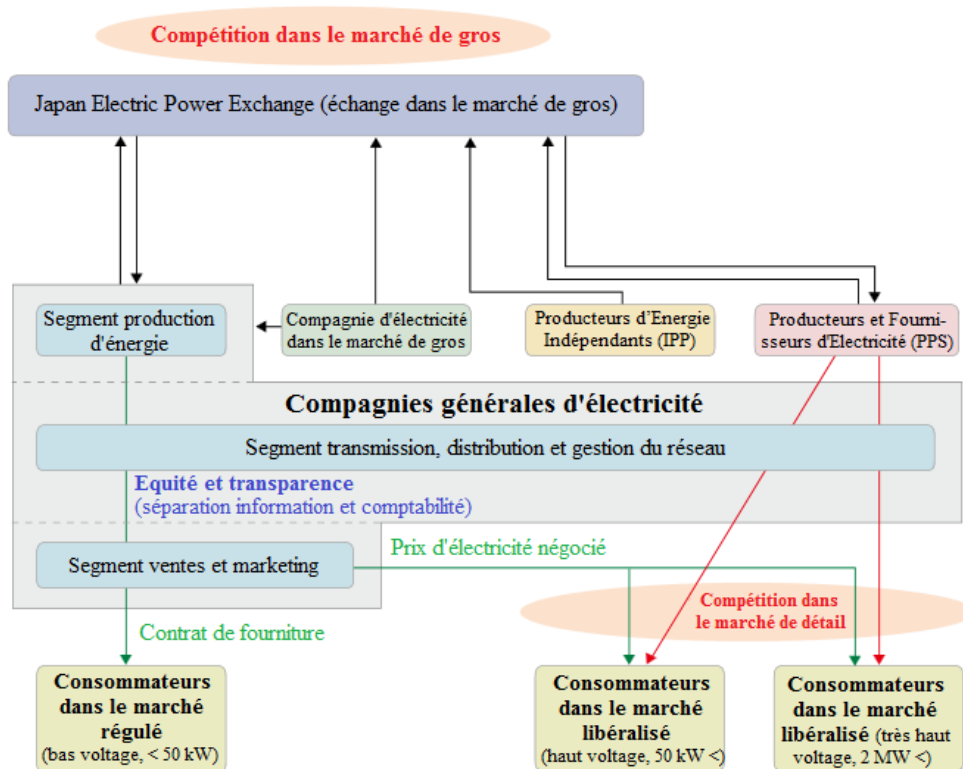 Compétition dans le marché de gros
Japan Electric Power Exchange (échange dans le marché de gros)
Segment production
d'énergie
Compagnie d'électricité
dans le marché de gros
Producteurs d’Energie
Indépendants (IPP)
Producteurs et Fournis-
seurs d'Electricité (PPS)
Compagnies générales d'électricité
Segment transmission, distribution et gestion du réseau
Equité et transparence
(séparation information et comptabilité)
Segment ventes et marketing
Prix d'électricité négocié
Compétition dans
le marché de détail
Contrat de fourniture
Consommateurs
dans le marché
régulé
(bas voltage, < 50 kW)
Consommateurs
dans le marché
libéralisé
(haut voltage, 50 kW <)
Consommateurs
dans le marché
libéralisé (très haut
voltage, 2 MW <)